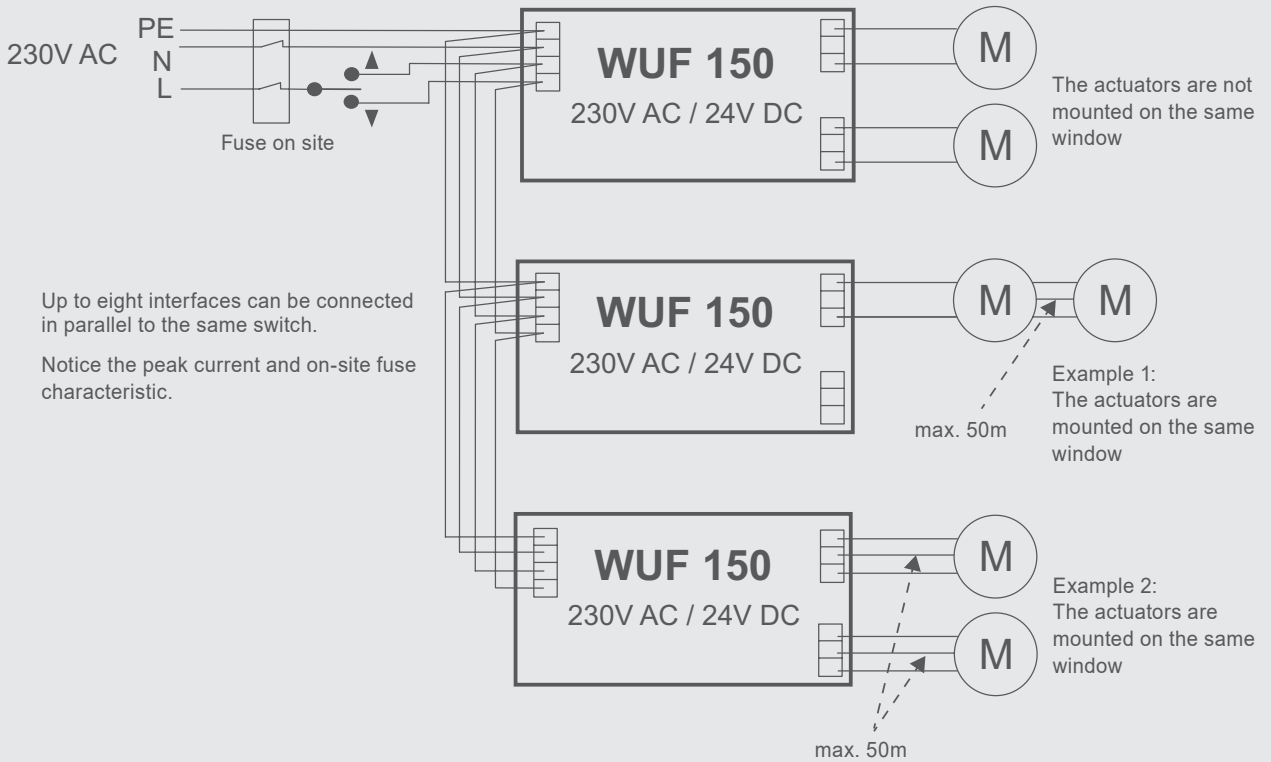 230V AC
PE
N
L
Fuse on site
WUF 150
230V AC / 24V DC
M
M
The actuators are not
mounted on the same
window
Up to eight interfaces can be connected
in parallel to the same switch.
Notice the peak current and on-site fuse
characteristic.
WUF 150
230V AC / 24V DC
M
M
max. 50m
Example 1:
The actuators are
mounted on the same
window
WUF 150
230V AC / 24V DC
M
M
Example 2:
The actuators are
mounted on the same
window
max. 50m